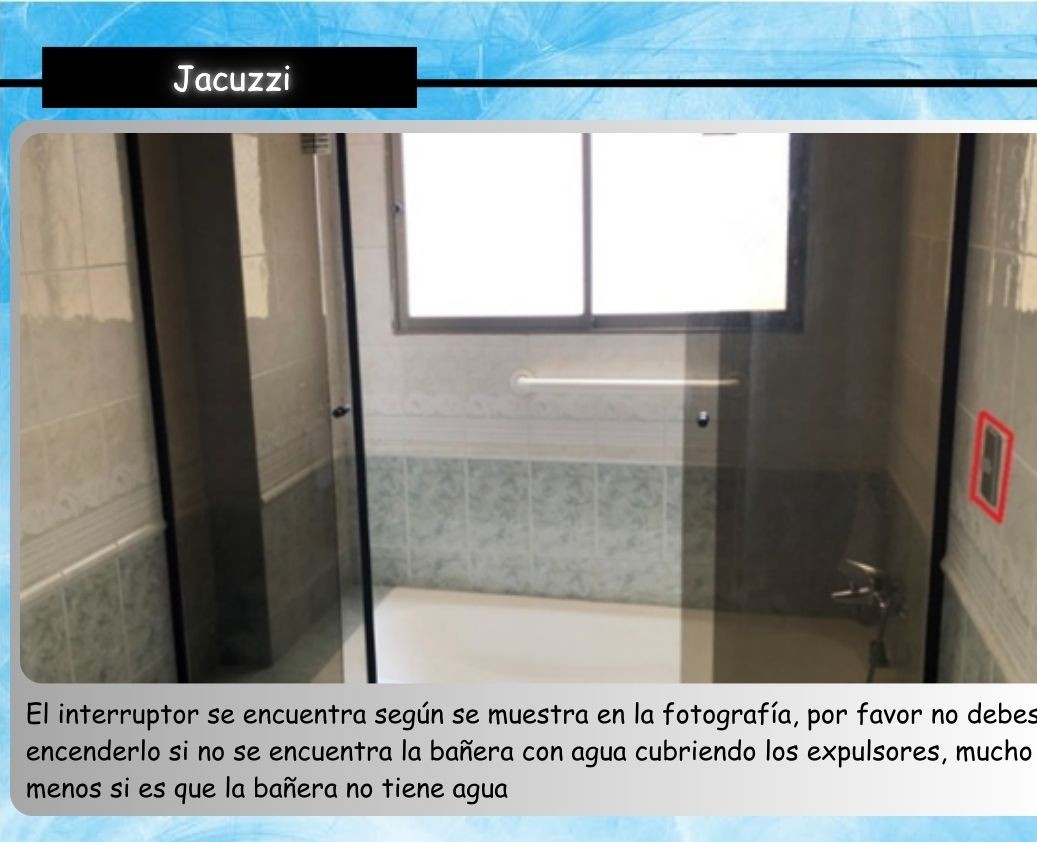 Jacuzzi
El interruptor se encuentra según se muestra en la fotografía, por favor no debes
encenderlo si no se encuentra la bañera con agua cubriendo los expulsores, mucho
menos si es que la bañera no tiene agua